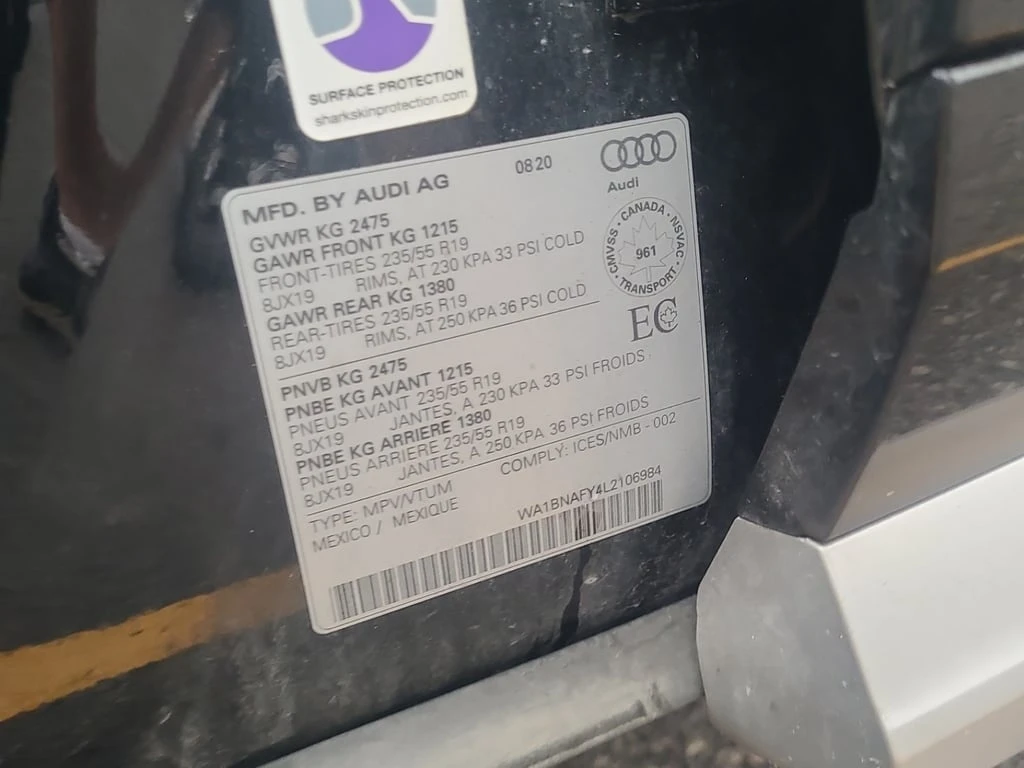 SURFACE PROTECTION
sharkskinprotection.com
MFD. BY AUDI AG 08 20
Audi
GVWR KG 2475
GAWR FRONT KG 1215
FRONT-TIRES 235/55 R19
8JX19 RIMS, AT 230 KPA 33 PSI COLD
GAWR REAR KG 1380
REAR-TIRES 235/55 R19
8JX19 RIMS, AT 250 KPA 36 PSI COLD
CANADA · NSVAC · TRANSPORT · CMVSS ·
961
EC
PNVB KG 2475
PNBE KG AVANT 1215
PNEUS AVANT 235/55 R19
8JX19 JANTES, A 230 KPA 33 PSI FROIDS
PNBE KG ARRIERE 1380
PNEUS ARRIERE 235/55 R19
8JX19 JANTES, A 250 KPA 36 PSI FROIDS
TYPE: MPV/VTUM COMPLY: ICES/NMB - 002
MEXICO / MEXIQUE
WA1BNAFY4L2106984